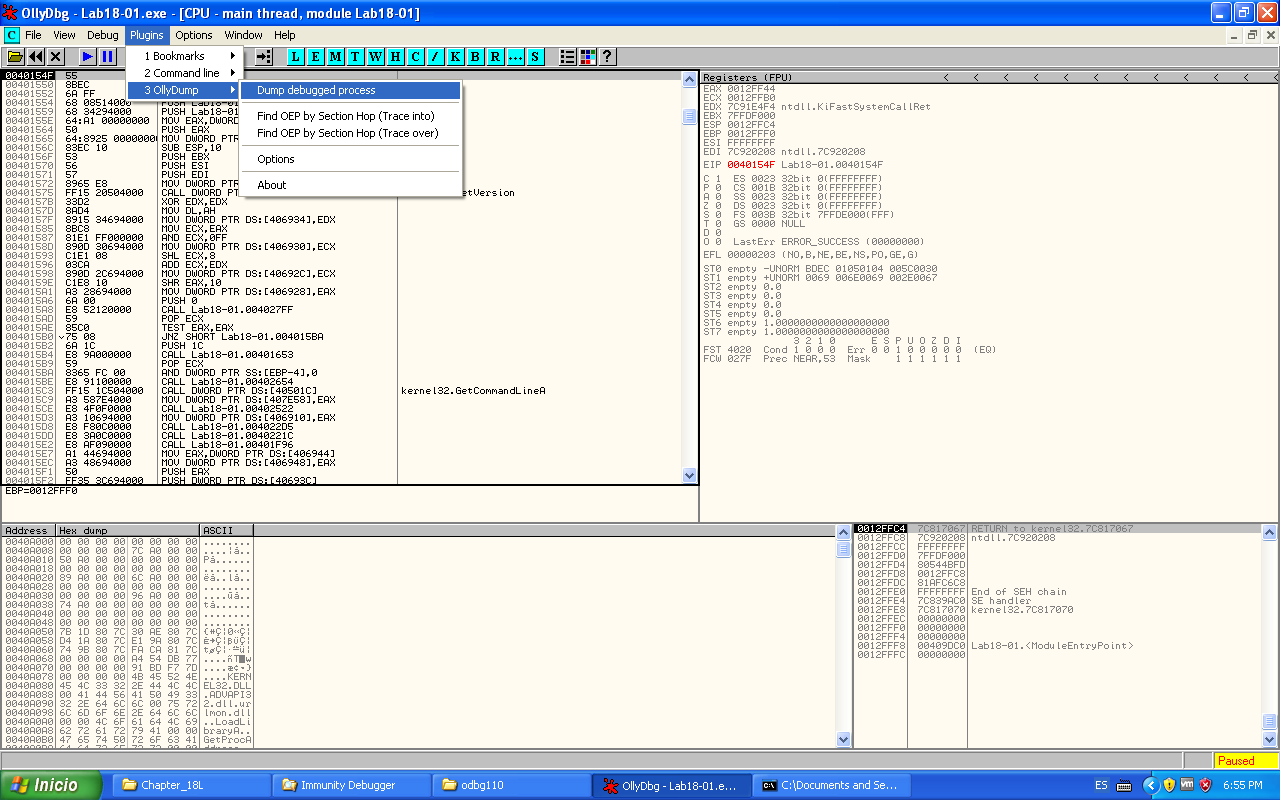 OllyDbg - Lab18-01.exe - [CPU - main thread, module Lab18-01]
C File View Debug Plugins Options Window Help
1 Bookmarks
2 Command line
3 OllyDump
Dump debugged process
Find OEP by Section Hop (Trace into)
Find OEP by Section Hop (Trace over)
Options
About
L E M T W H C / K B R ... S
?
0040154F 55
00401550 8BEC
00401552 6A FF
00401554 68 08514000
00401559 68 34294000
0040155E 64:A1 00000000 MOV EAX,DWORD
00401564 50 PUSH EAX
00401565 64:8925 00000000 MOV DWORD PTR
0040156C 83EC 10 SUB ESP,10
0040156F 53 PUSH EBX
00401570 56 PUSH ESI
00401571 57 PUSH EDI
00401572 8965 E8 MOV DWORD PTR
00401575 FF15 20504000 CALL DWORD PTR etVersion
0040157B 33D2 XOR EDX,EDX
0040157D 8AD4 MOV DL,AH
0040157F 8915 34694000 MOV DWORD PTR DS:[406934],EDX
00401585 8BC8 MOV ECX,EAX
00401587 81E1 FF000000 AND ECX,0FF
0040158D 890D 30694000 MOV DWORD PTR DS:[406930],ECX
00401593 C1E1 08 SHL ECX,8
00401596 03CA ADD ECX,EDX
00401598 890D 2C694000 MOV DWORD PTR DS:[40692C],ECX
0040159E C1E8 10 SHR EAX,10
004015A1 A3 28694000 MOV DWORD PTR DS:[406928],EAX
004015A6 6A 00 PUSH 0
004015A8 E8 52120000 CALL Lab18-01.004027FF
004015AD 59 POP ECX
004015AE 85C0 TEST EAX,EAX
004015B0 75 08 JNZ SHORT Lab18-01.004015BA
004015B2 6A 1C PUSH 1C
004015B4 E8 9A000000 CALL Lab18-01.00401653
004015B9 59 POP ECX
004015BA 8365 FC 00 AND DWORD PTR SS:[EBP-4],0
004015BE E8 91100000 CALL Lab18-01.00402654
004015C3 FF15 1C504000 CALL DWORD PTR DS:[40501C] kernel32.GetCommandLineA
004015C9 A3 587E4000 MOV DWORD PTR DS:[407E58],EAX
004015CE E8 4F0F0000 CALL Lab18-01.00402522
004015D3 A3 10694000 MOV DWORD PTR DS:[406910],EAX
004015D8 E8 F80C0000 CALL Lab18-01.004022D5
004015DD E8 3A0C0000 CALL Lab18-01.0040221C
004015E2 E8 AF090000 CALL Lab18-01.00401F96
004015E7 A1 44694000 MOV EAX,DWORD PTR DS:[406944]
004015EC A3 48694000 MOV DWORD PTR DS:[406948],EAX
004015F1 50 PUSH EAX
004015F2 FF35 3C694000 PUSH DWORD PTR DS:[40693C]
EBP=0012FFF0
Registers (FPU) < < < < < < < < < < <
EAX 0012FF44
ECX 0012FFB0
EDX 7C91E4F4 ntdll.KiFastSystemCallRet
EBX 7FFDF000
ESP 0012FFC4
EBP 0012FFF0
ESI FFFFFFFF
EDI 7C920208 ntdll.7C920208
EIP 0040154F Lab18-01.0040154F
C 1 ES 0023 32bit 0(FFFFFFFF)
P 0 CS 001B 32bit 0(FFFFFFFF)
A 0 SS 0023 32bit 0(FFFFFFFF)
Z 0 DS 0023 32bit 0(FFFFFFFF)
S 0 FS 003B 32bit 7FFDE000(FFF)
T 0 GS 0000 NULL
D 0
O 0 LastErr ERROR_SUCCESS (00000000)
EFL 00000203 (NO,B,NE,BE,NS,PO,GE,G)
ST0 empty -UNORM BDEC 01050104 005C0030
ST1 empty +UNORM 0069 006E0069 002E0067
ST2 empty 0.0
ST3 empty 0.0
ST4 empty 0.0
ST5 empty 0.0
ST6 empty 1.0000000000000000000
ST7 empty 1.0000000000000000000
3 2 1 0 E S P U O Z D I
FST 4020 Cond 1 0 0 0 Err 0 0 1 0 0 0 0 0 (EQ)
FCW 027F Prec NEAR,53 Mask 1 1 1 1 1 1
Address Hex dump ASCII
0040A000 00 00 00 00 00 00 00 00 ........
0040A008 00 00 00 00 7C A0 00 00
0040A010 50 A0 00 00 00 00 00 00
0040A018 00 00 00 00 00 00 00 00 ........
0040A020 89 A0 00 00 6C A0 00 00
0040A028 00 00 00 00 00 00 00 00 ........
0040A030 00 00 00 00 96 A0 00 00
0040A038 74 A0 00 00 00 00 00 00
0040A040 00 00 00 00 00 00 00 00 ........
0040A048 00 00 00 00 00 00 00 00 ........
0040A050 7B 1D 80 7C 30 AE 80 7C
0040A058 D4 1A 80 7C E1 9A 80 7C
0040A060 74 9B 80 7C FA CA 81 7C
0040A068 00 00 00 00 A4 54 DB 77
0040A070 00 00 00 00 91 BD F7 7D
0040A078 00 00 00 00 4B 45 52 4E ....KERN
0040A080 45 4C 33 32 2E 44 4C 4C EL32.DLL
0040A088 00 41 44 56 41 50 49 33 .ADVAPI3
0040A090 32 2E 64 6C 6C 00 75 72 2.dll.ur
0040A098 6C 6D 6F 6E 2E 64 6C 6C lmon.dll
0040A0A0 00 00 4C 6F 61 64 4C 69 ..LoadLi
0040A0A8 62 72 61 72 79 41 00 00 braryA..
0040A0B0 47 65 74 50 72 6F 63 41 GetProcA
0012FFC4 7C817067 RETURN to kernel32.7C817067
0012FFC8 7C920208 ntdll.7C920208
0012FFCC FFFFFFFF
0012FFD0 7FFDF000
0012FFD4 80544BFD
0012FFD8 0012FFC8
0012FFDC 81AFC6C8
0012FFE0 FFFFFFFF End of SEH chain
0012FFE4 7C839AC0 SE handler
0012FFE8 7C817070 kernel32.7C817070
0012FFEC 00000000
0012FFF0 00000000
0012FFF4 00000000
0012FFF8 00409DC0 Lab18-01.<ModuleEntryPoint>
0012FFFC 00000000
Paused
Inicio
Chapter_18L
Immunity Debugger
odbg110
OllyDbg - Lab18-01.e...
C:\Documents and Se...
ES
6:55 PM